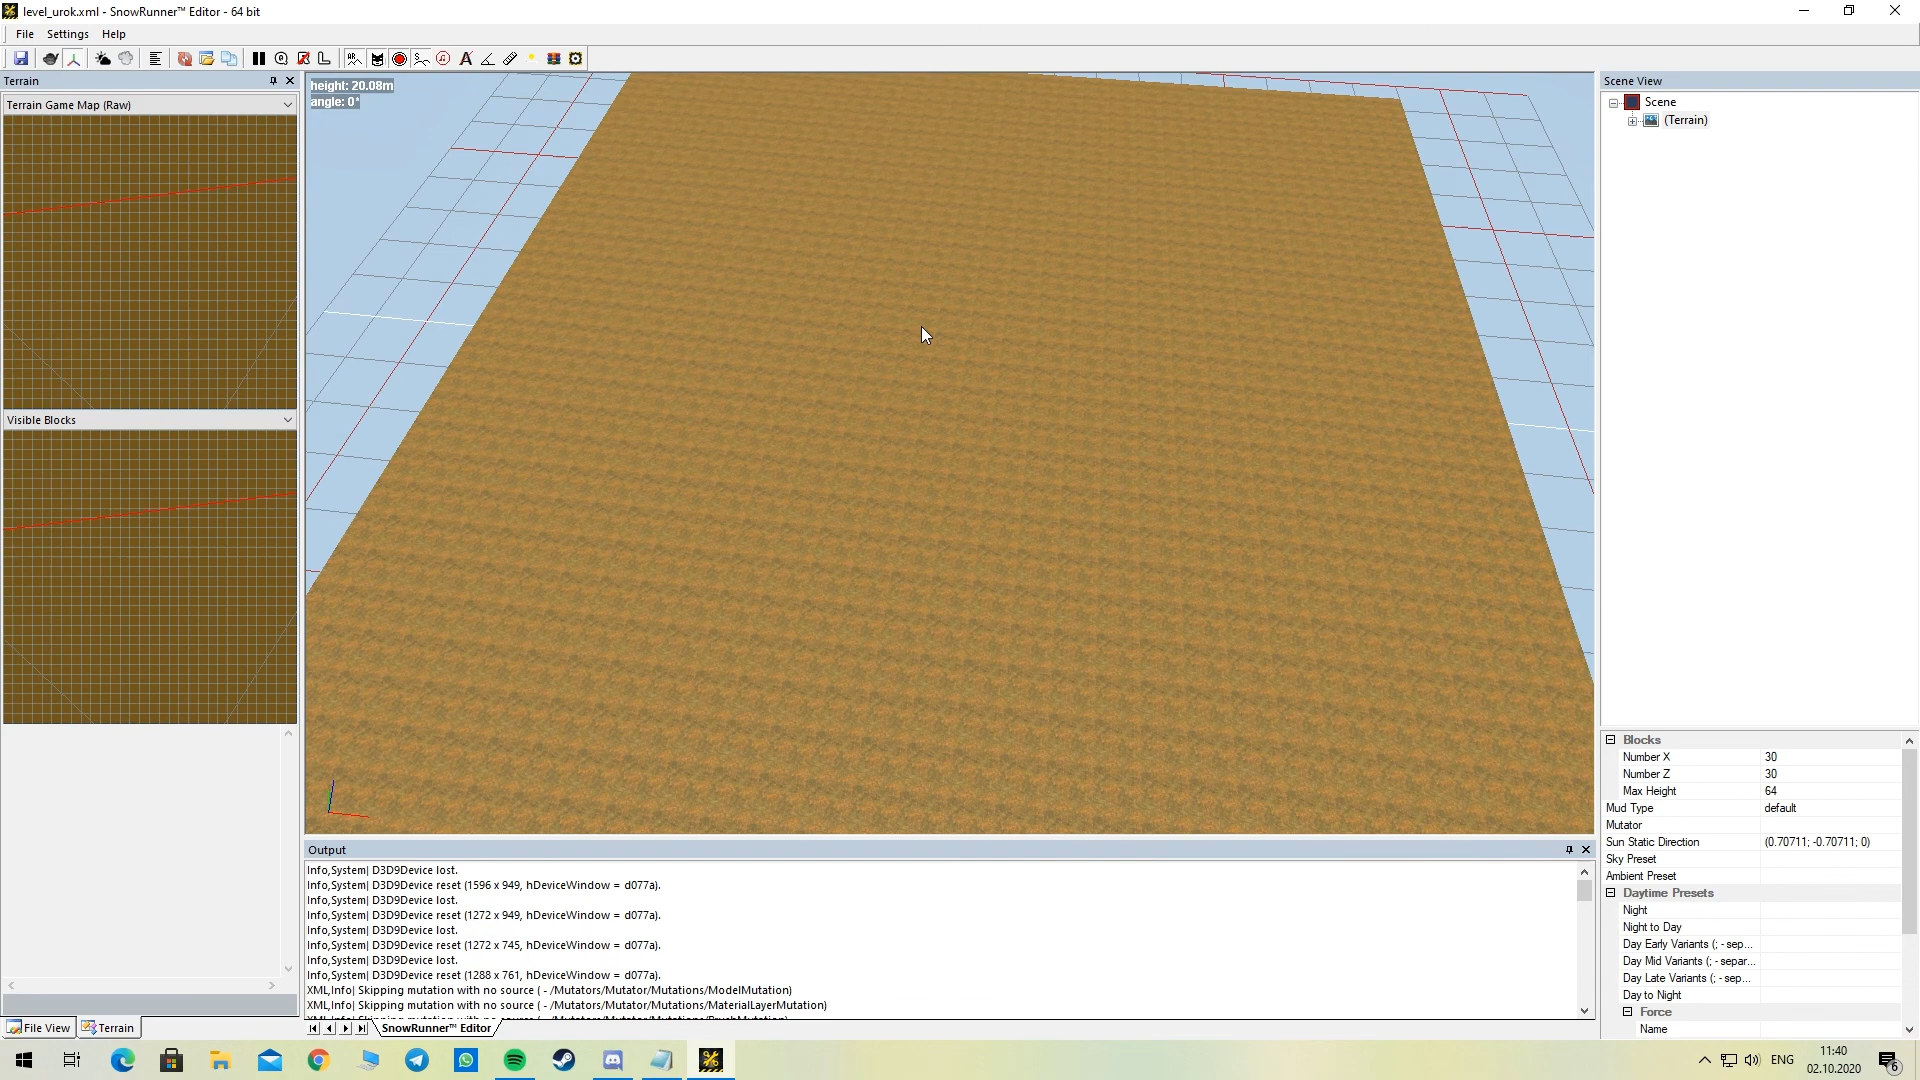 level_urok.xml - SnowRunner™ Editor - 64 bit
File Settings Help
Terrain
Terrain Game Map (Raw)
height: 20.08m
angle: 0°
Scene View
Scene
(Terrain)
Visible Blocks
Blocks
Number X 30
Number Z 30
Max Height 64
Mud Type default
Mutator
Sun Static Direction (0.70711; -0.70711; 0)
Sky Preset
Ambient Preset
Daytime Presets
Night
Night to Day
Day Early Variants (; - sep...
Day Mid Variants (; - separ...
Day Late Variants (; - sep...
Day to Night
Force
Name
Output
Info,System| D3D9Device lost.
Info,System| D3D9Device reset (1596 x 949, hDeviceWindow = d077a).
Info,System| D3D9Device lost.
Info,System| D3D9Device reset (1272 x 949, hDeviceWindow = d077a).
Info,System| D3D9Device lost.
Info,System| D3D9Device reset (1272 x 745, hDeviceWindow = d077a).
Info,System| D3D9Device lost.
Info,System| D3D9Device reset (1288 x 761, hDeviceWindow = d077a).
XML,Info| Skipping mutation with no source ( - /Mutators/Mutator/Mutations/ModelMutation)
XML,Info| Skipping mutation with no source ( - /Mutators/Mutator/Mutations/MaterialLayerMutation)
File View Terrain
SnowRunner™ Editor
ENG
11:40
02.10.2020
6